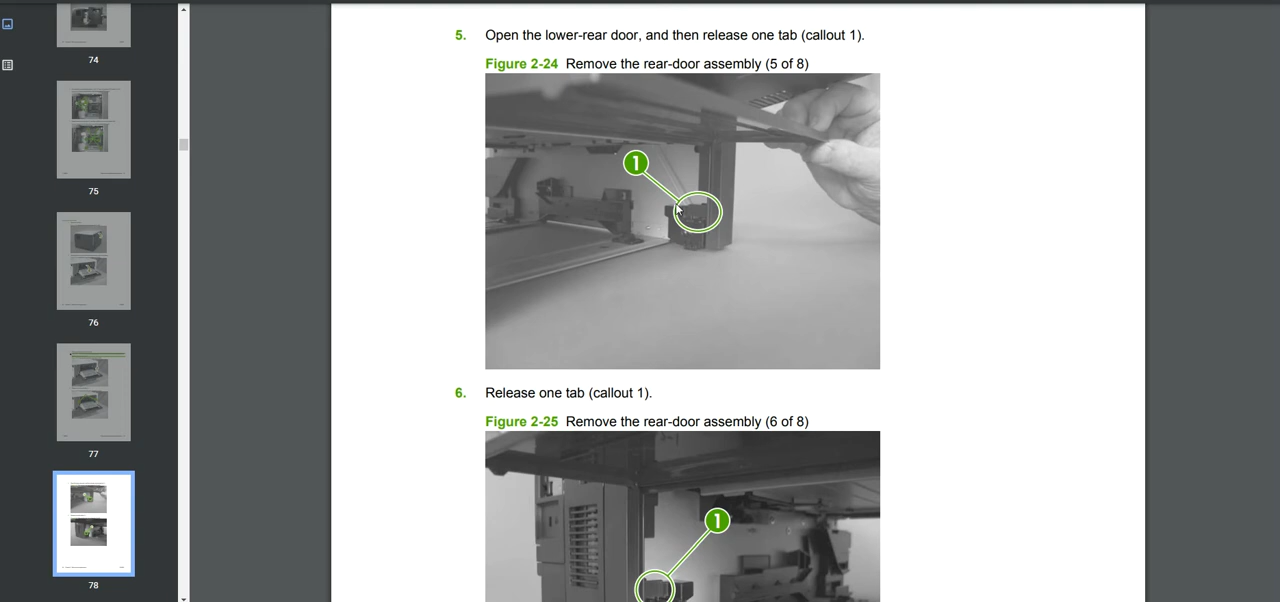 74
75
76
77
78
5. Open the lower-rear door, and then release one tab (callout 1).
Figure 2-24 Remove the rear-door assembly (5 of 8)
1
6. Release one tab (callout 1).
Figure 2-25 Remove the rear-door assembly (6 of 8)
1